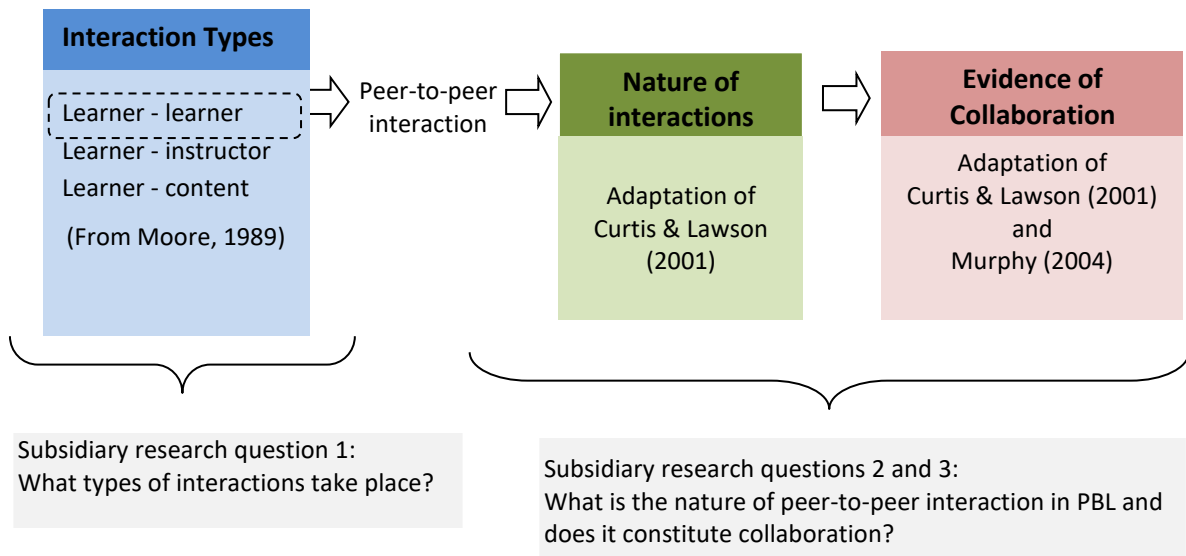 Interaction Types
Learner - learner
Learner - instructor
Learner - content
(From Moore, 1989)
Peer-to-peer
interaction
Nature of
interactions
Adaptation of
Curtis & Lawson
(2001)
Evidence of
Collaboration
Adaptation of
Curtis & Lawson (2001)
and
Murphy (2004)
Subsidiary research question 1:
What types of interactions take place?
Subsidiary research questions 2 and 3:
What is the nature of peer-to-peer interaction in PBL and
does it constitute collaboration?